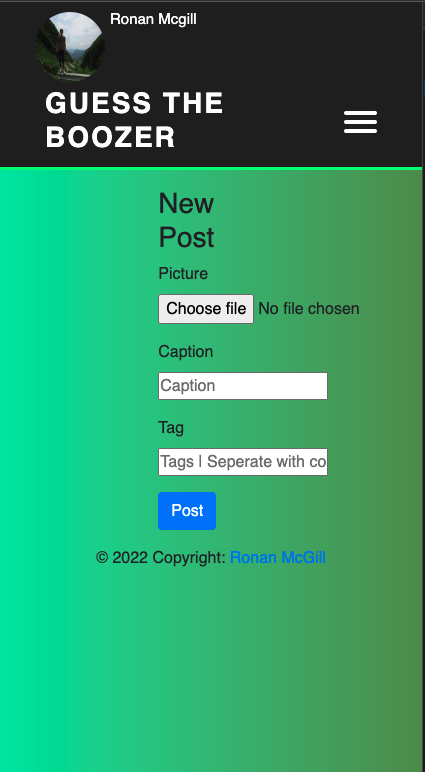 Ronan Mcgill
GUESS THE
BOOZER
New
Post
Picture
Choose file No file chosen
Caption
Caption
Tag
Tags | Seperate with co
Post
© 2022 Copyright: Ronan McGill